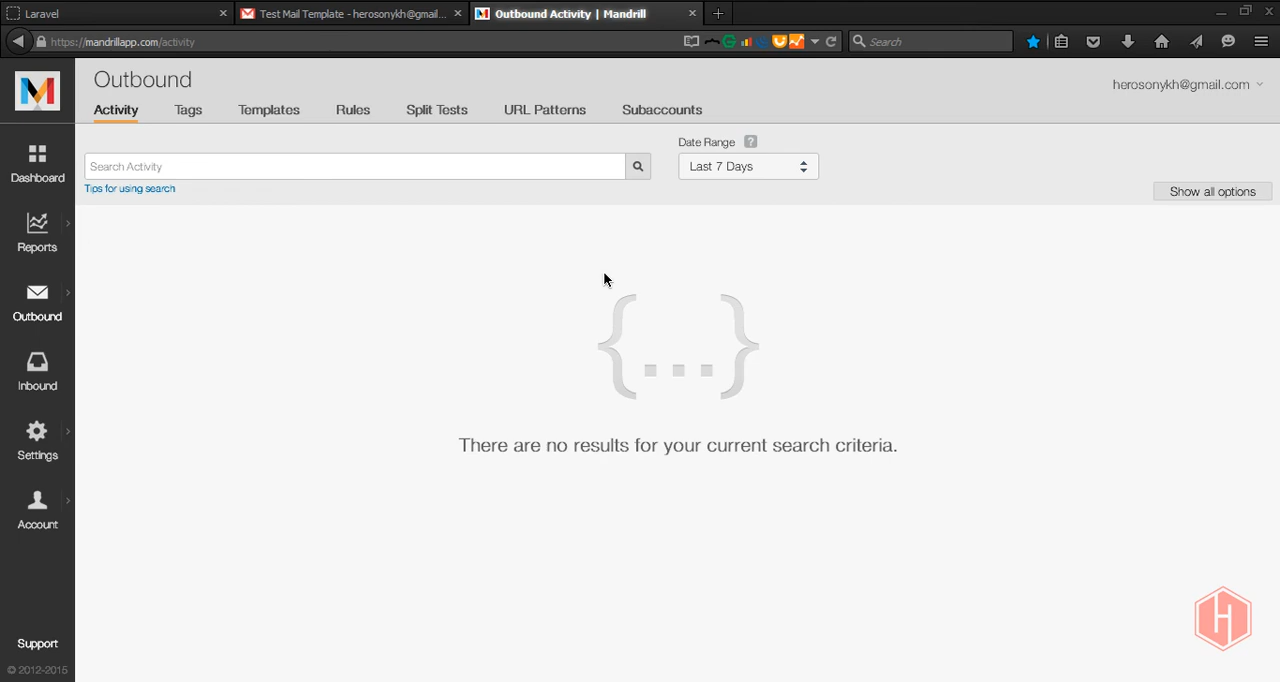 Laravel
Test Mail Template - herosonykh@gmail...
Outbound Activity | Mandrill
https://mandrillapp.com/activity
Search
Outbound
herosonykh@gmail.com
Activity
Tags
Templates
Rules
Split Tests
URL Patterns
Subaccounts
Date Range ?
Search Activity
Last 7 Days
Tips for using search
Show all options
Dashboard
Reports
Outbound
Inbound
Settings
Account
{...}
There are no results for your current search criteria.
H
Support
© 2012-2015